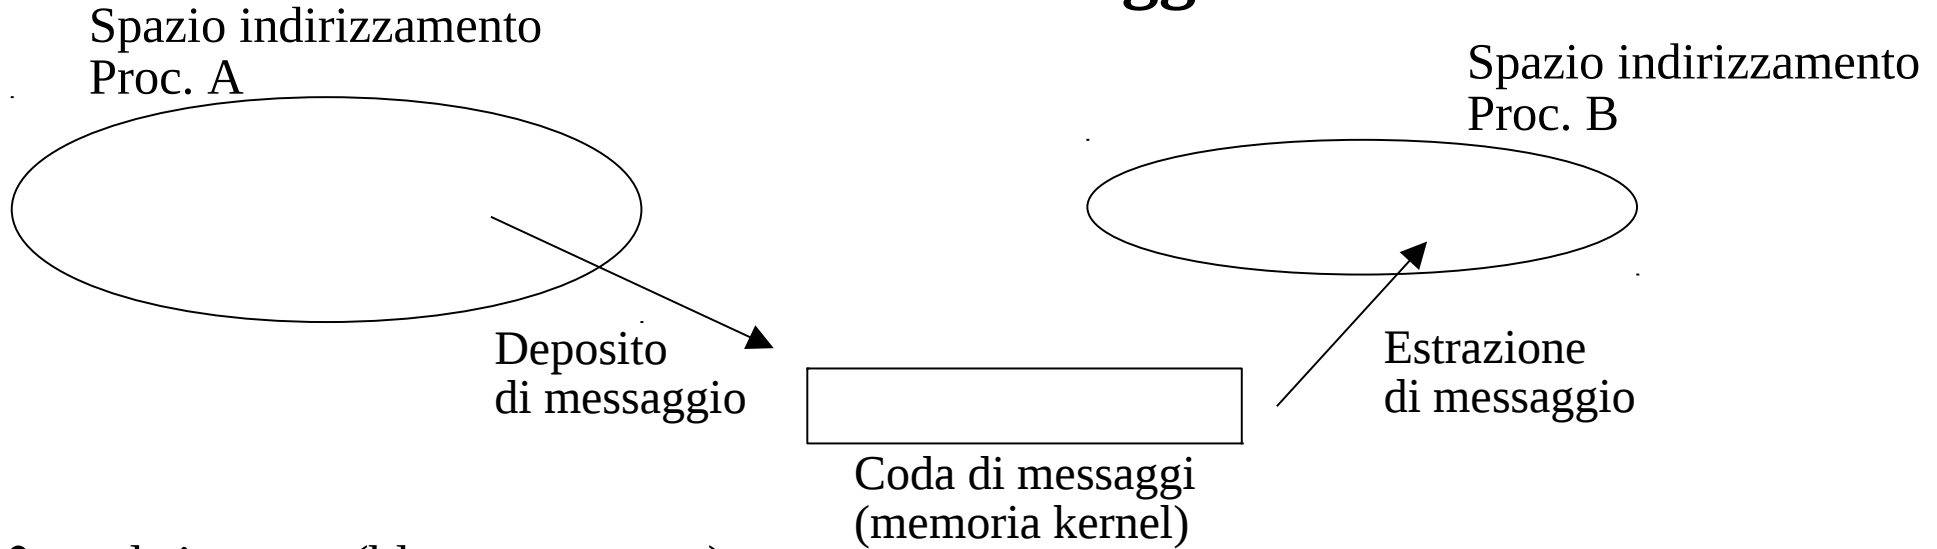 Spazio indirizzamento
Proc. A
Spazio indirizzamento
Proc. B
Deposito
di messaggio
Estrazione
di messaggio
Coda di messaggi
(memoria kernel)